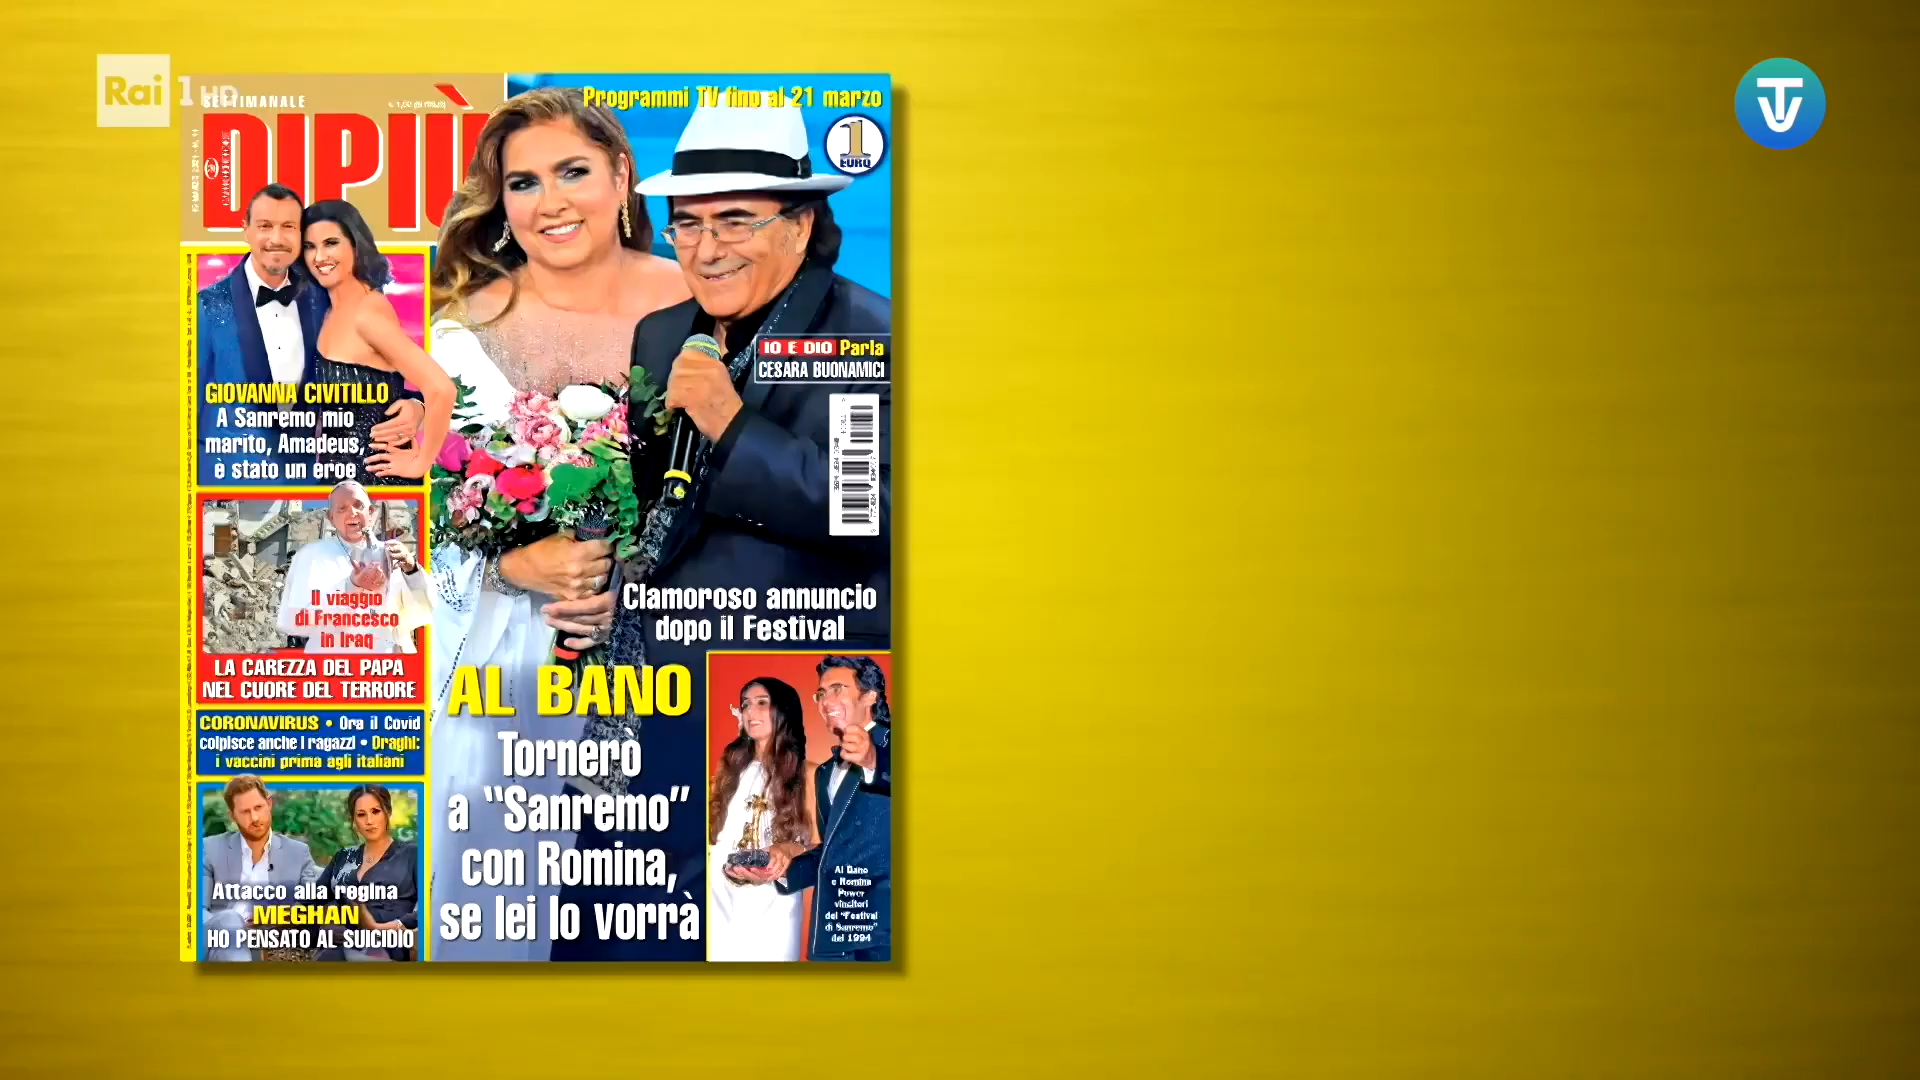 Rai 1 HD
SETTIMANALE
DIPIÙ
Programmi TV fino al 21 marzo
1
EURO
TV
IO E DIO Parla
CESARA BUONAMICI
GIOVANNA CIVITILLO
A Sanremo mio
marito, Amadeus,
è stato un eroe
Il viaggio
di Francesco
in Iraq
LA CAREZZA DEL PAPA
NEL CUORE DEL TERRORE
CORONAVIRUS • Ora il Covid
colpisce anche i ragazzi • Draghi:
i vaccini prima agli italiani
Attacco alla regina
MEGHAN
HO PENSATO AL SUICIDIO
Clamoroso annuncio
dopo il Festival
AL BANO
Tornerò
a “Sanremo”
con Romina,
se lei lo vorrà
Al Bano
e Romina
Power
vincitori
del “Festival
di Sanremo”
del 1994